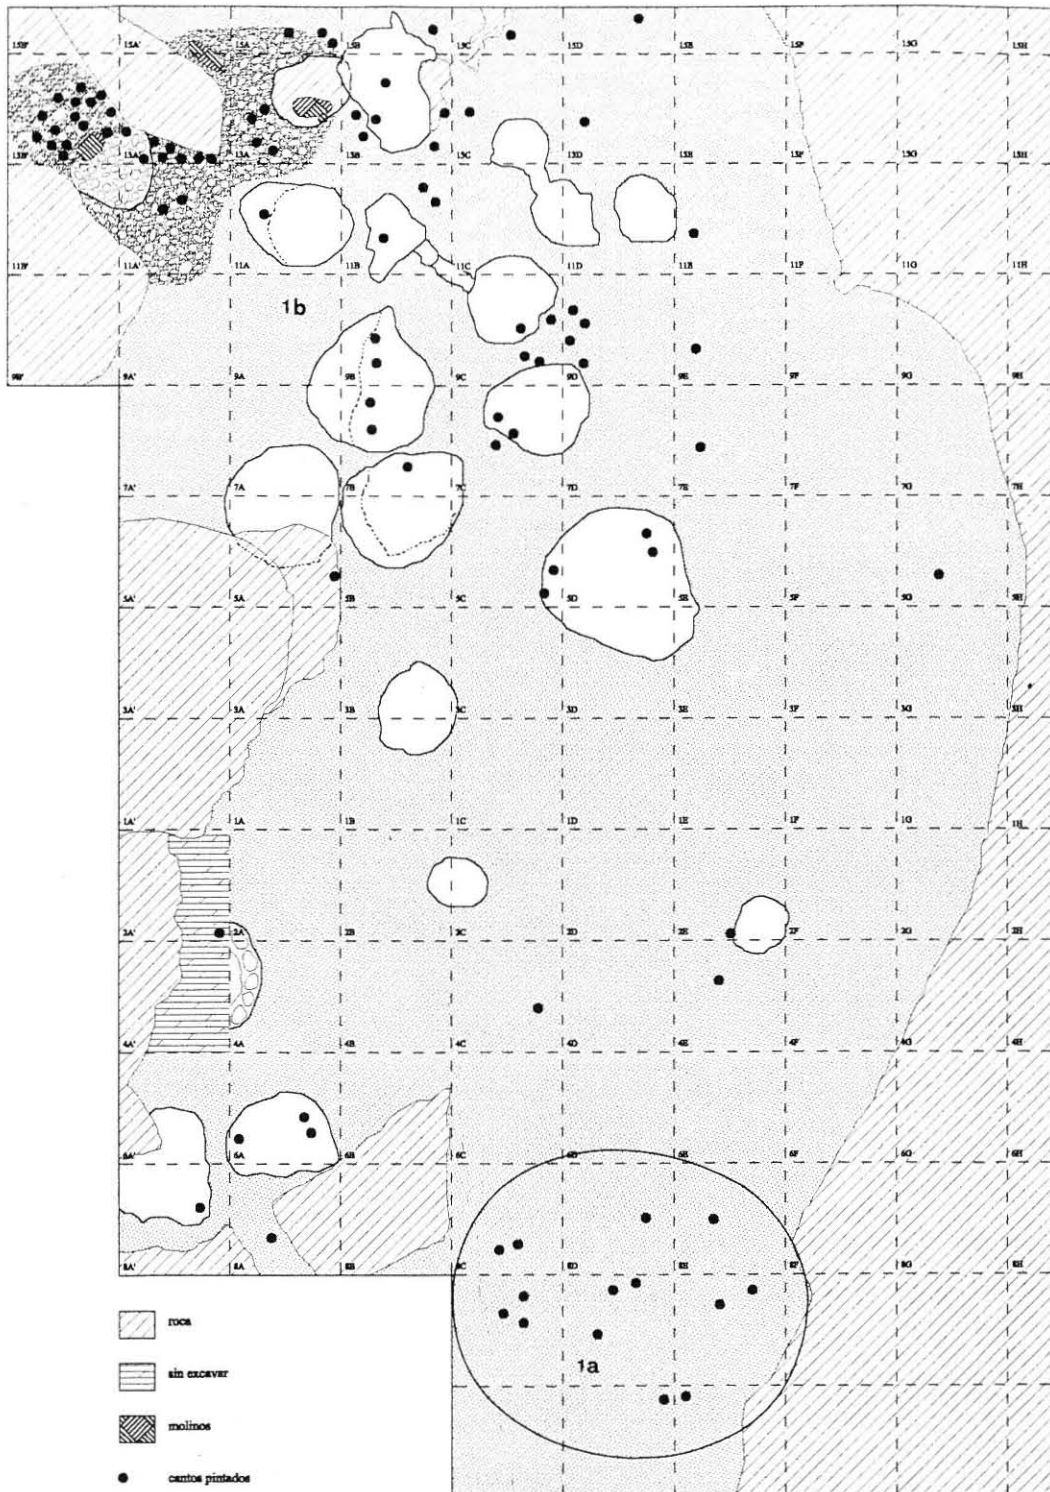 15B' 15A' 15A 15B 15C 15D 15E 15F 15G 15H
13B' 13A' 13A 13C 13D 13E 13G 13H
11B' 11A' 11A 11B 11C 11D 11E 11F 11G 11H
1b
9B' 9A' 9A 9B 9C 9D 9E 9F 9G 9H
7A' 7A 7B 7C 7D 7E 7F 7G 7H
5A' 5A 5B 5C 5D 5E 5F 5G 5H
3A' 3A 3B 3C 3D 3E 3F 3G
1A' 1A 1B 1C 1D 1E 1F 1G 1H
2A' 2A 2B 2D 2E 2F 2G 2H
4A' 4A 4B 4C 4D 4E 4F 4G 4H
6A' 6A 6B 6C 6D 6E 6F 6G 6H
8A' 8A 8B 8C 8D 8E 8F 8G 8H
1a
roca
sin excavar
molinos
cantos pintados